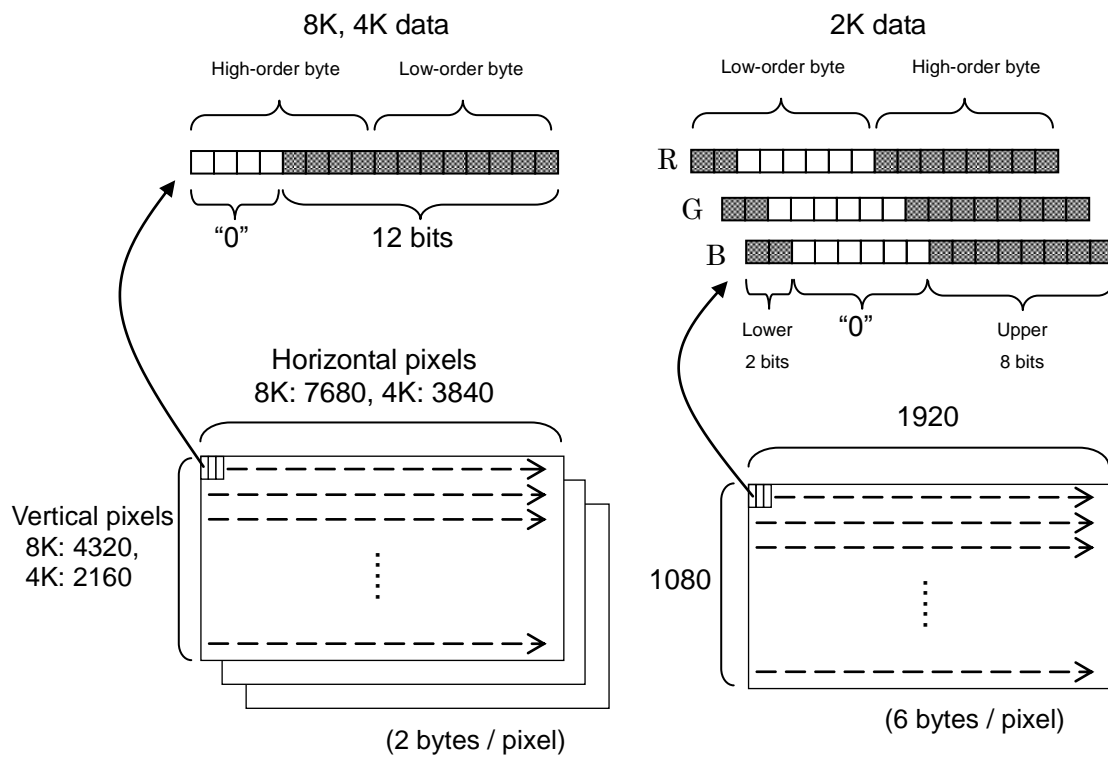 8K, 4K data
High-order byte
Low-order byte
“0”
12 bits
Horizontal pixels
8K: 7680, 4K: 3840
Vertical pixels
8K: 4320,
4K: 2160
(2 bytes / pixel)
2K data
Low-order byte
High-order byte
R
G
B
Lower
2 bits
“0”
Upper
8 bits
1920
1080
(6 bytes / pixel)